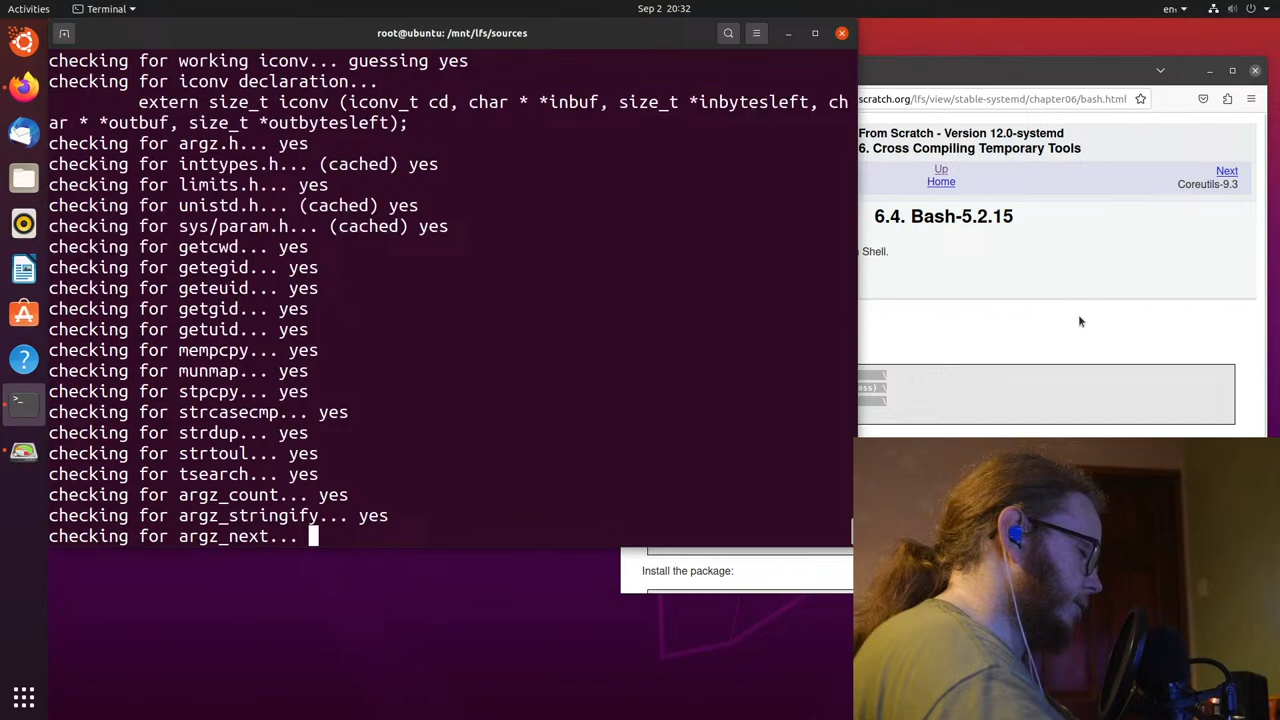 Activities
Terminal
Sep 2 20:32
en
root@ubuntu: /mnt/lfs/sources
checking for working iconv... guessing yes
checking for iconv declaration...
extern size_t iconv (iconv_t cd, char * *inbuf, size_t *inbytesleft, ch
ar * *outbuf, size_t *outbytesleft);
checking for argz.h... yes
checking for inttypes.h... (cached) yes
checking for limits.h... yes
checking for unistd.h... (cached) yes
checking for sys/param.h... (cached) yes
checking for getcwd... yes
checking for getegid... yes
checking for geteuid... yes
checking for getgid... yes
checking for getuid... yes
checking for mempcpy... yes
checking for munmap... yes
checking for stpcpy... yes
checking for strcasecmp... yes
checking for strdup... yes
checking for strtoul... yes
checking for tsearch... yes
checking for argz_count... yes
checking for argz_stringify... yes
checking for argz_next...
scratch.org/lfs/view/stable-systemd/chapter06/bash.html
From Scratch - Version 12.0-systemd
6. Cross Compiling Temporary Tools
Up
Home
Next
Coreutils-9.3
6.4. Bash-5.2.15
Shell.
\
ess) \
\
Install the package: